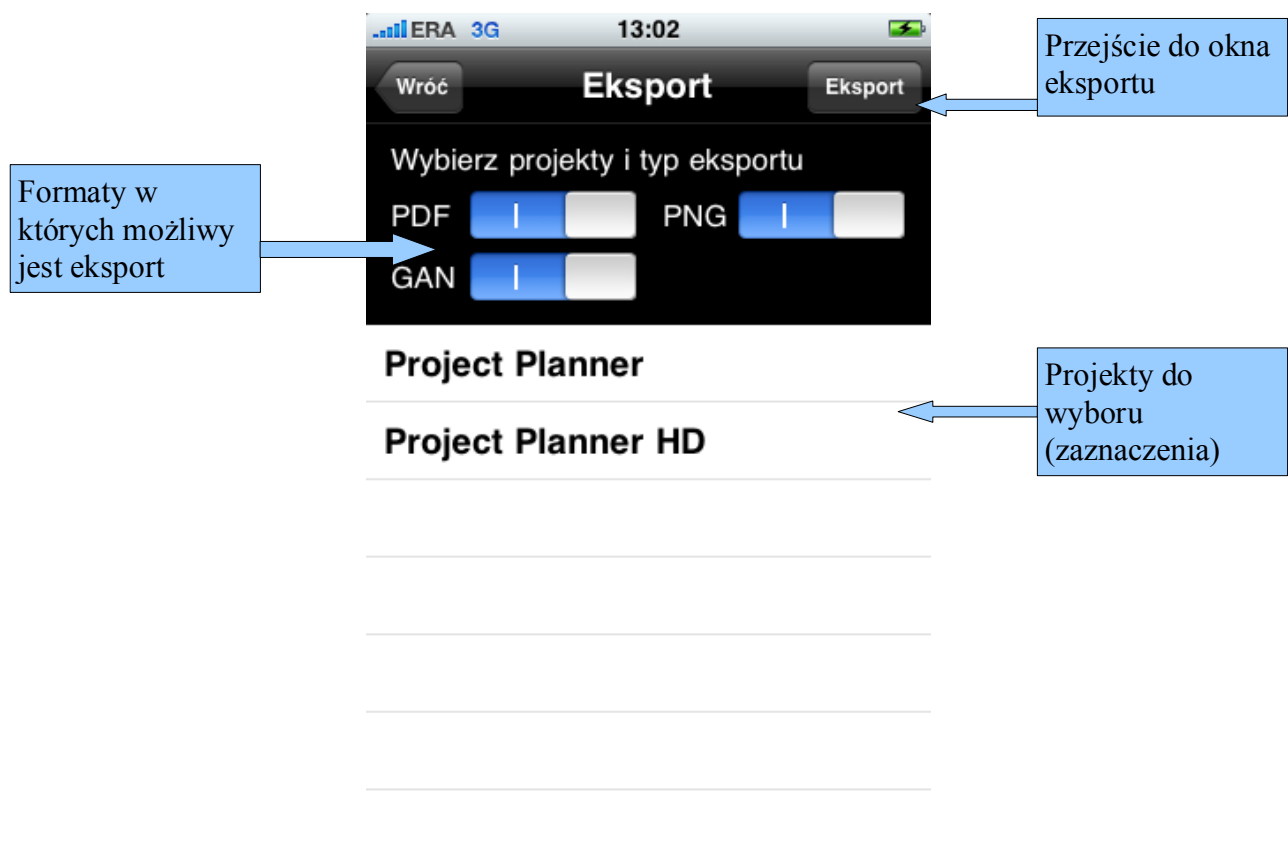 ERA 3G 13:02
Wróć Eksport Eksport
Wybierz projekty i typ eksportu
PDF PNG
GAN
Project Planner
Project Planner HD
Formaty w
których możliwy
jest eksport
Przejście do okna
eksportu
Projekty do
wyboru
(zaznaczenia)